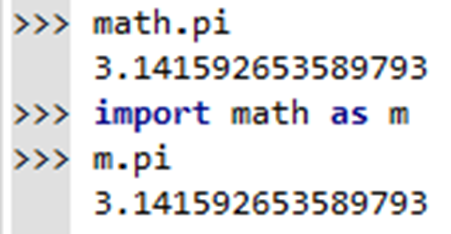 >>> math.pi
3.141592653589793
>>> import math as m
>>> m.pi
3.141592653589793